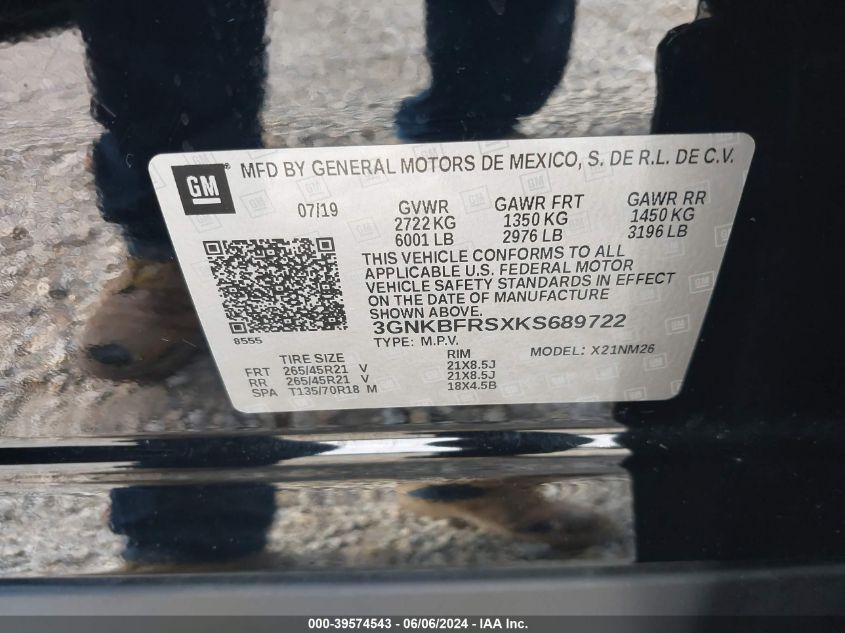 GM® MFD BY GENERAL MOTORS DE MEXICO, S. DE R.L. DE C.V.
07/19 GVWR GAWR FRT GAWR RR
2722 KG 1350 KG 1450 KG
6001 LB 2976 LB 3196 LB
THIS VEHICLE CONFORMS TO ALL
APPLICABLE U.S. FEDERAL MOTOR
VEHICLE SAFETY STANDARDS IN EFFECT
ON THE DATE OF MANUFACTURE
SHOWN ABOVE.
8555 3GNKBFRSXKS689722
TYPE: M.P.V. MODEL: X21NM26
TIRE SIZE RIM
FRT 265/45R21 V 21X8.5J
RR 265/45R21 V 21X8.5J
SPA T135/70R18 M 18X4.5B
000-39574543 - 06/06/2024 - IAA Inc.